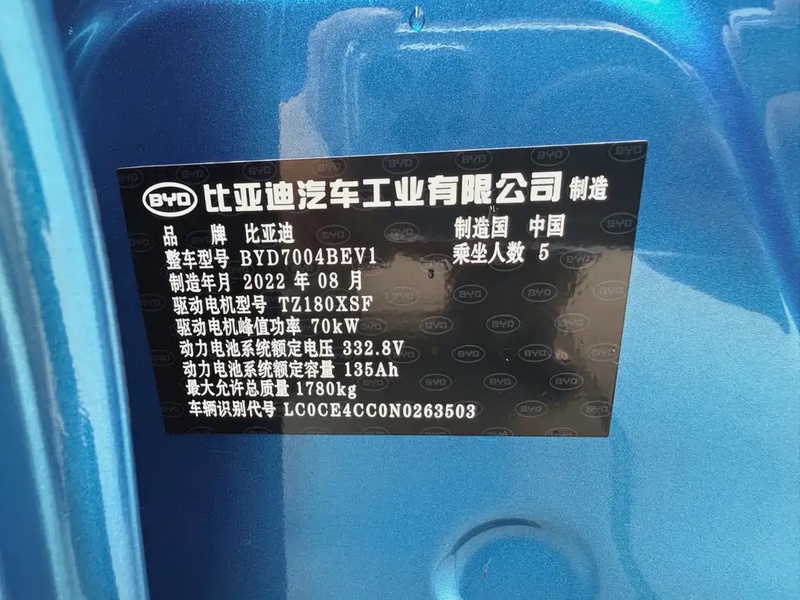 BYD 比亚迪汽车工业有限公司 制造
品 牌 比亚迪 制造国 中国
整车型号 BYD7004BEV1 乘坐人数 5
制造年月 2022 年 08 月
驱动电机型号 TZ180XSF
驱动电机峰值功率 70kW
动力电池系统额定电压 332.8V
动力电池系统额定容量 135Ah
最大允许总质量 1780kg
车辆识别代号 LC0CE4CC0N0263503